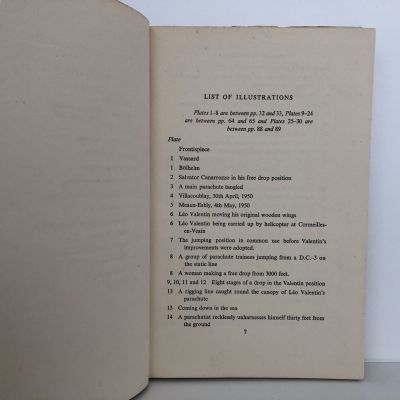 LIST OF ILLUSTRATIONS
Plates 1–8 are between pp. 32 and 33, Plates 9–24
are between pp. 64 and 65 and Plates 25–30 are
between pp. 88 and 89
Plate
Frontispiece
1 Vassard
1 Bölhelm
2 Salvator Canarrozzo in his free drop position
3 A main parachute tangled
4 Villacoublay, 30th April, 1950
5 Meaux-Esbly, 4th May, 1950
6 Léo Valentin moving his original wooden wings
6 Léo Valentin being carried up by helicopter at Cormeilles-
en-Vexin
7 The jumping position in common use before Valentin's
improvements were adopted.
8 A group of parachute trainees jumping from a D.C.-3 on
the static line
8 A woman making a free drop from 3000 feet.
9, 10, 11 and 12 Eight stages of a drop in the Valentin position
13 A rigging line caught round the canopy of Léo Valentin's
parachute
13 Coming down in the sea
14 A parachutist recklessly unharnesses himself thirty feet from
the ground
7